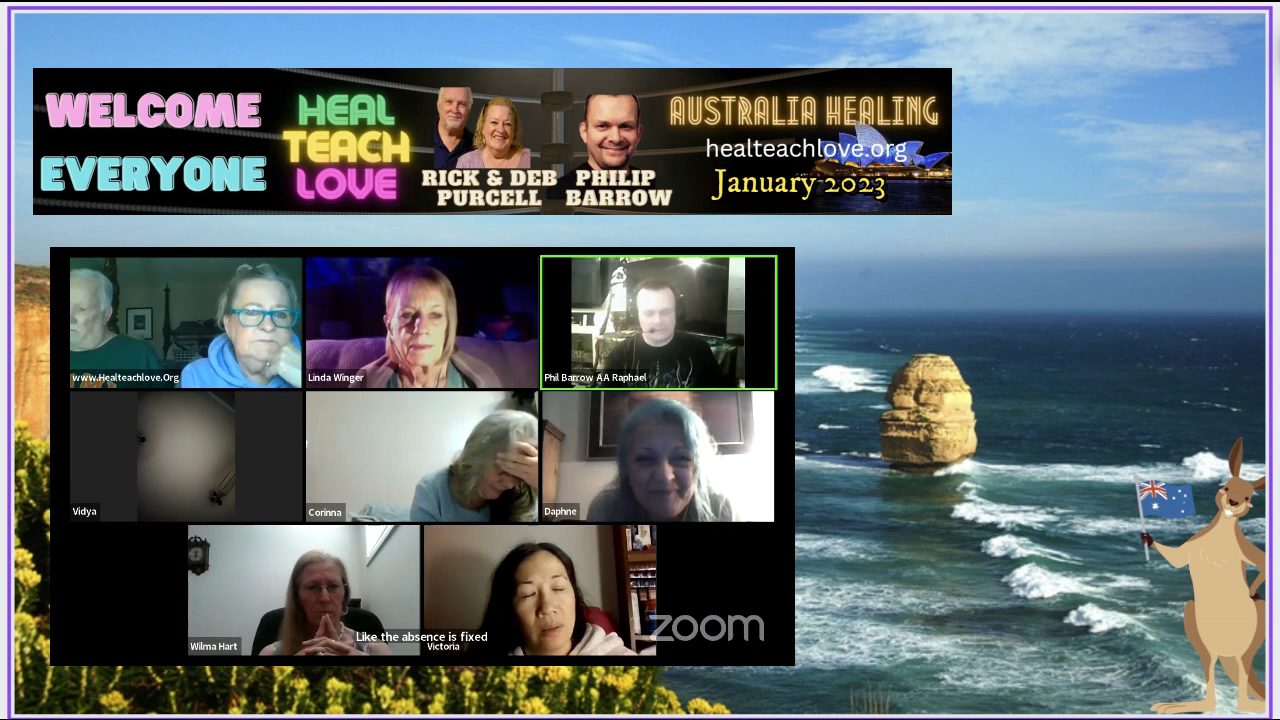 WELCOME
EVERYONE
HEAL
TEACH
LOVE
RICK & DEB
PURCELL
PHILIP
BARROW
AUSTRALIA HEALING
healteachlove.org
January 2023
www.Healteachlove.Org
Linda Winger
Phil Barrow AA Raphael
Vidya
Corinna
Daphne
Wilma Hart
Like the absence is fixed
Victoria
zoom